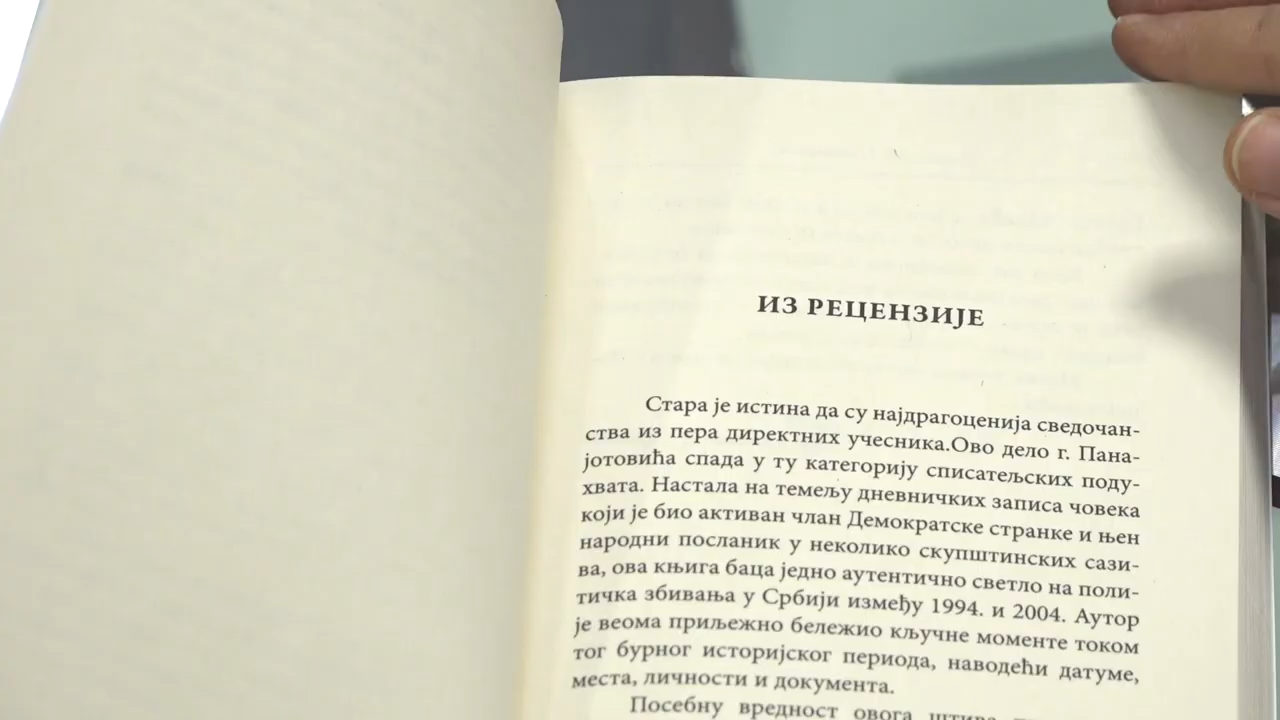 ИЗ РЕЦЕНЗИЈЕ
Стара је истина да су најдрагоценија сведочан-
ства из пера директних учесника.Ово дело г. Пана-
јотовића спада у ту категорију списатељских поду-
хвата. Настала на темељу дневничких записа човека
који је био активан члан Демократске странке и њен
народни посланик у неколико скупштинских сази-
ва, ова књига баца једно аутентично светло на поли-
тичка збивања у Србији између 1994. и 2004. Аутор
је веома приљежно бележио кључне моменте током
тог бурног историјског периода, наводећи датуме,
места, личности и документа.
Посебну вредност овога штива